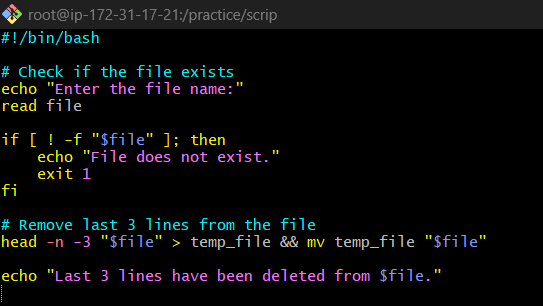 root@ip-172-31-17-21:/practice/scrip
#!/bin/bash
# Check if the file exists
echo "Enter the file name:"
read file
if [ ! -f "$file" ]; then
    echo "File does not exist."
    exit 1
fi
# Remove last 3 lines from the file
head -n -3 "$file" > temp_file && mv temp_file "$file"
echo "Last 3 lines have been deleted from $file."